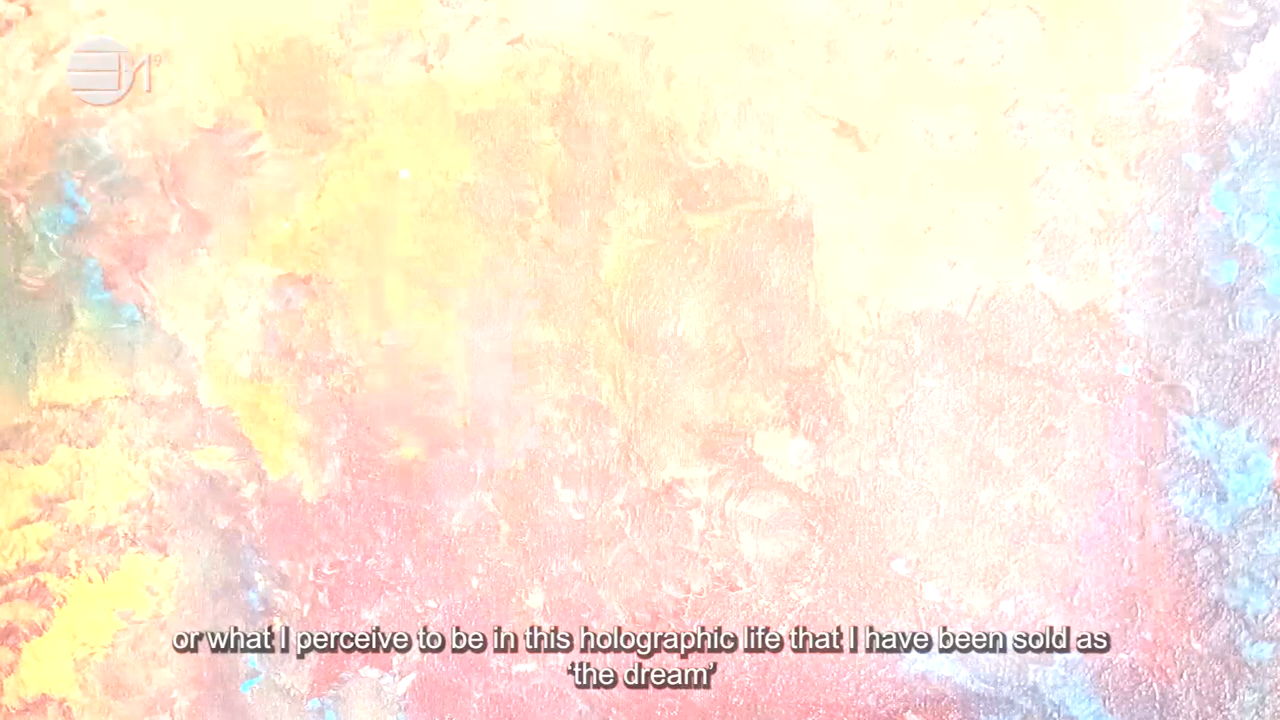 or what I perceive to be in this holographic life that I have been sold as
‘the dream’